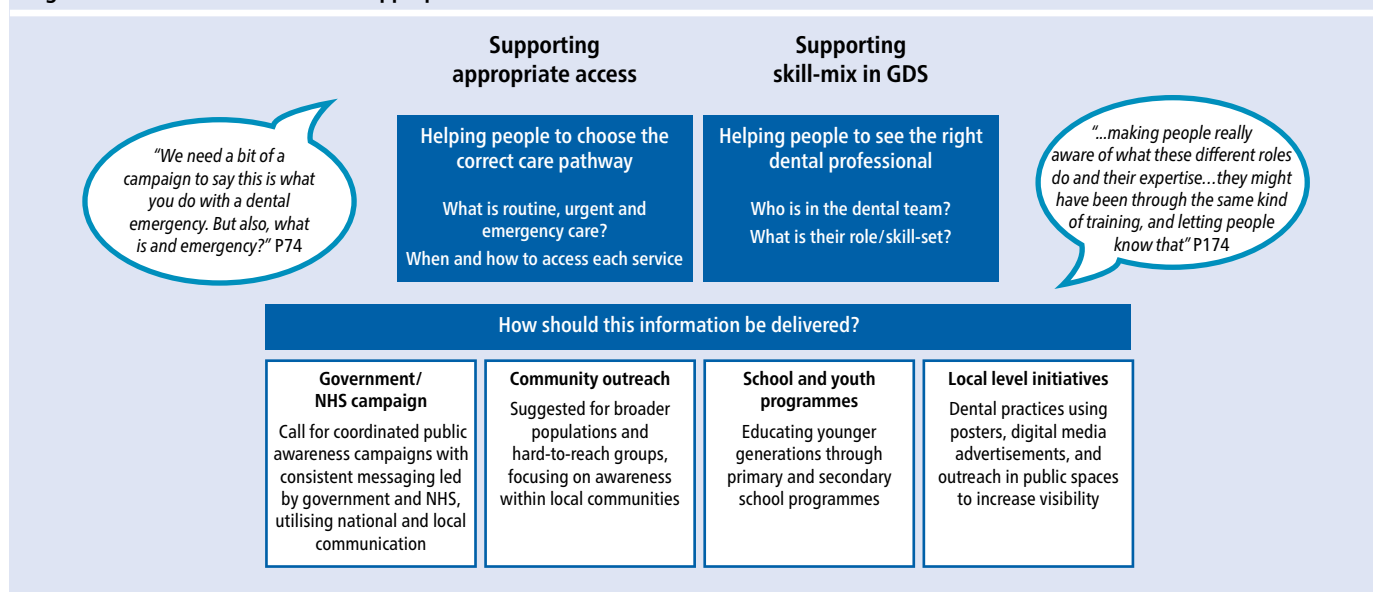 Supporting
appropriate access
Supporting
skill-mix in GDS
"We need a bit of a
campaign to say this is what
you do with a dental
emergency. But also, what
is and emergency?" P74
Helping people to choose the
correct care pathway
What is routine, urgent and
emergency care?
When and how to access each service
Helping people to see the right
dental professional
Who is in the dental team?
What is their role/skill-set?
"...making people really
aware of what these different roles
do and their expertise...they might
have been through the same kind
of training, and letting people
know that" P174
How should this information be delivered?
Government/
NHS campaign
Call for coordinated public
awareness campaigns with
consistent messaging led
by government and NHS,
utilising national and local
communication
Community outreach
Suggested for broader
populations and
hard-to-reach groups,
focusing on awareness
within local communities
School and youth
programmes
Educating younger
generations through
primary and secondary
school programmes
Local level initiatives
Dental practices using
posters, digital media
advertisements, and
outreach in public spaces
to increase visibility